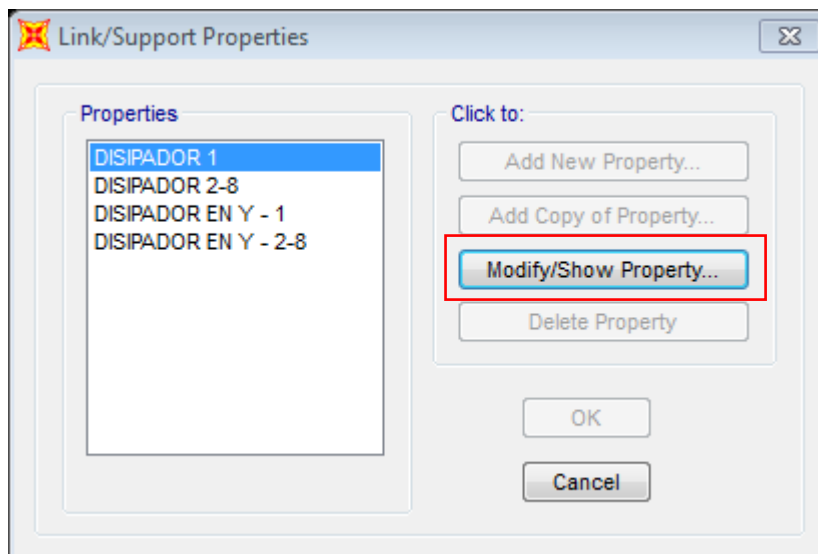 Link/Support Properties
Properties
DISIPADOR 1
DISIPADOR 2-8
DISIPADOR EN Y - 1
DISIPADOR EN Y - 2-8
Click to:
Add New Property...
Add Copy of Property...
Modify/Show Property...
Delete Property
OK
Cancel